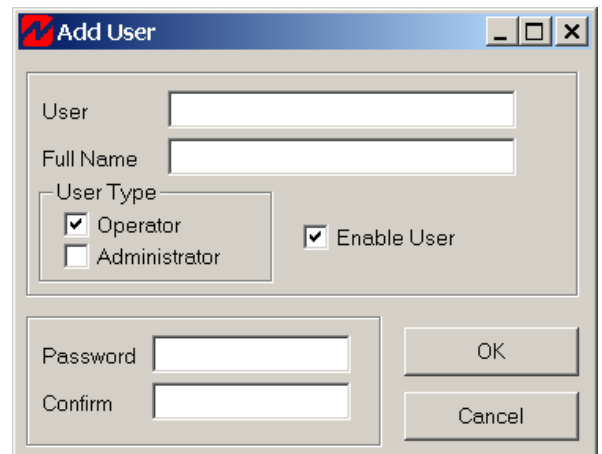 Add User
User
Full Name
User Type
Operator
Enable User
Administrator
Password
OK
Confirm
Cancel